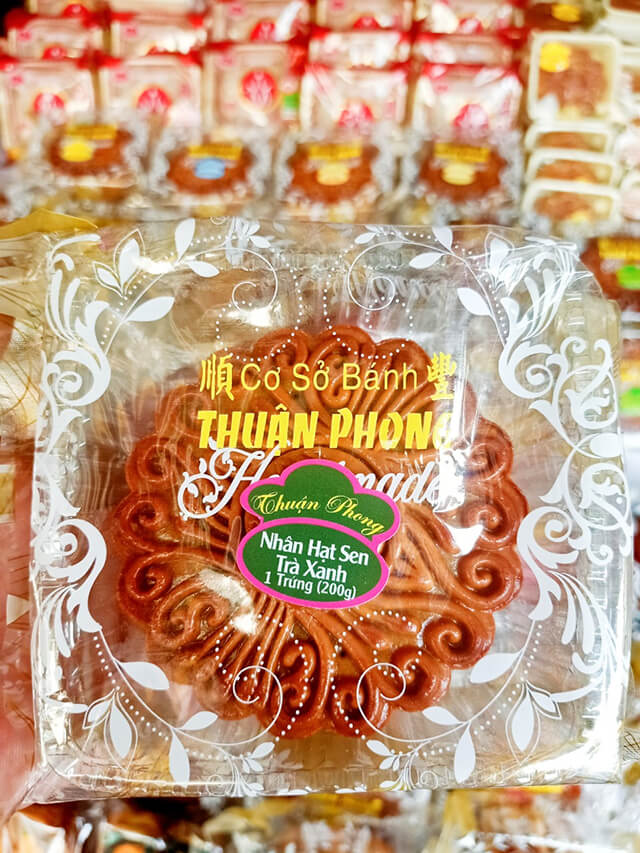 順 Cơ Sở Bánh 豐
THUẬN PHONG
Handmade
Thuận Phong
Nhân Hạt Sen
Trà Xanh
1 Trứng (200g)